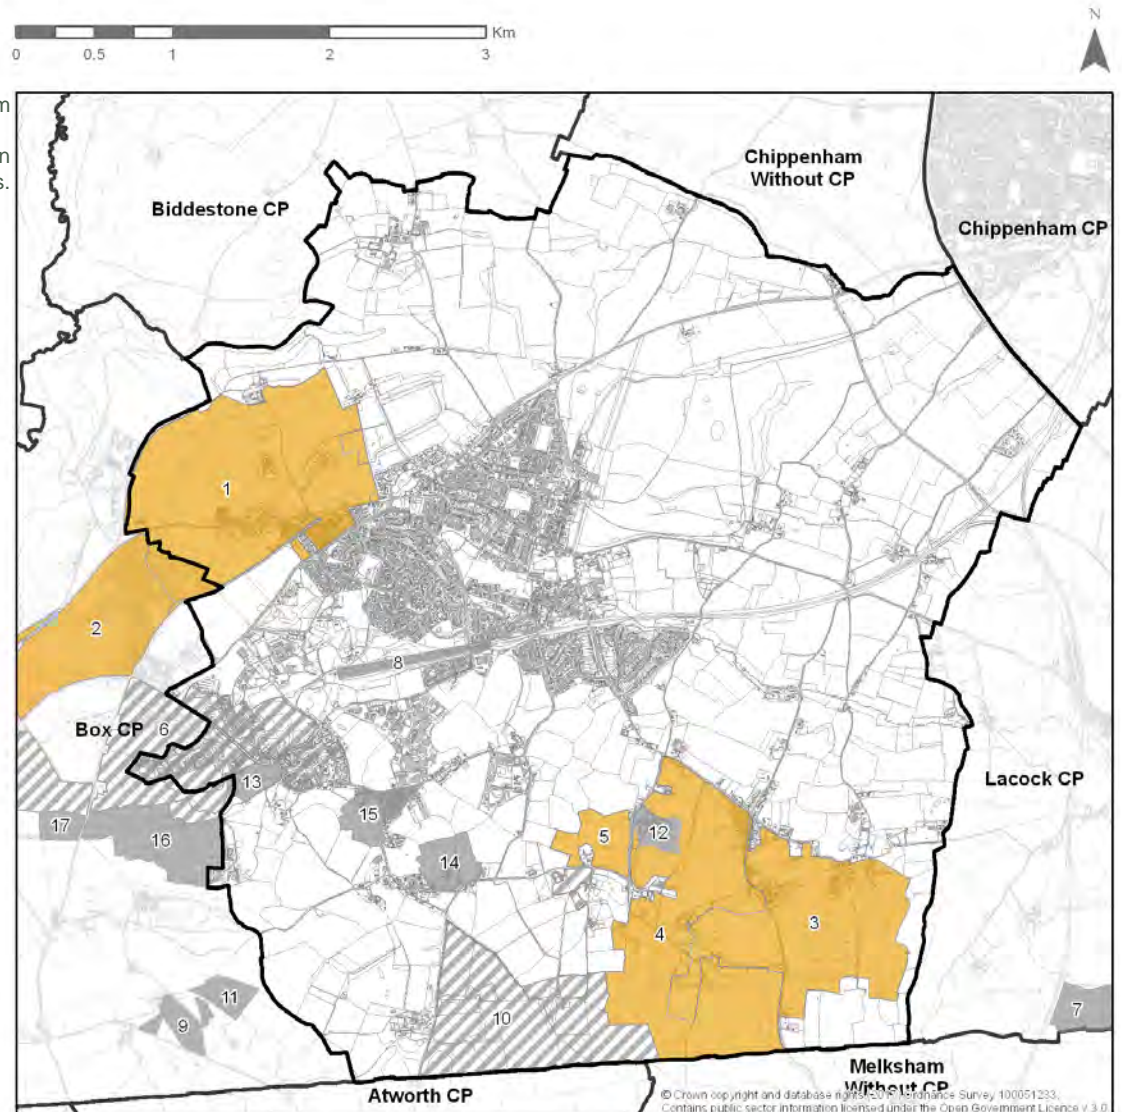 Km
0 0.5 1 2 3
N
m
n
s.
Chippenham
Without CP
Biddestone CP
Chippenham CP
1
2
8
Box CP
6
13
Lacock CP
15
5
12
17
16
14
4
3
11
10
7
9
Melksham
Without CP
Atworth CP
© Crown copyright and database rights Ordnance Survey 100051233.
Contains public sector information licensed under the Open Government Licence v 3.0